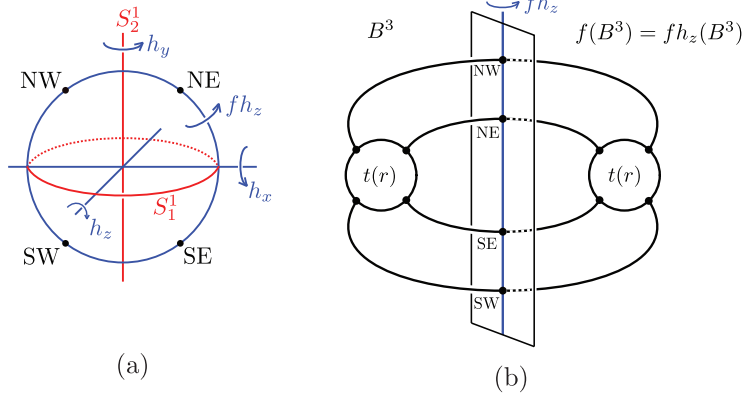 S_2^1
h_y
NW
NE
fh_z
h_x
S_1^1
h_z
SW
SE
(a)
fh_z
B^3
f(B^3) = fh_z(B^3)
NW
NE
t(r)
t(r)
SE
SW
(b)